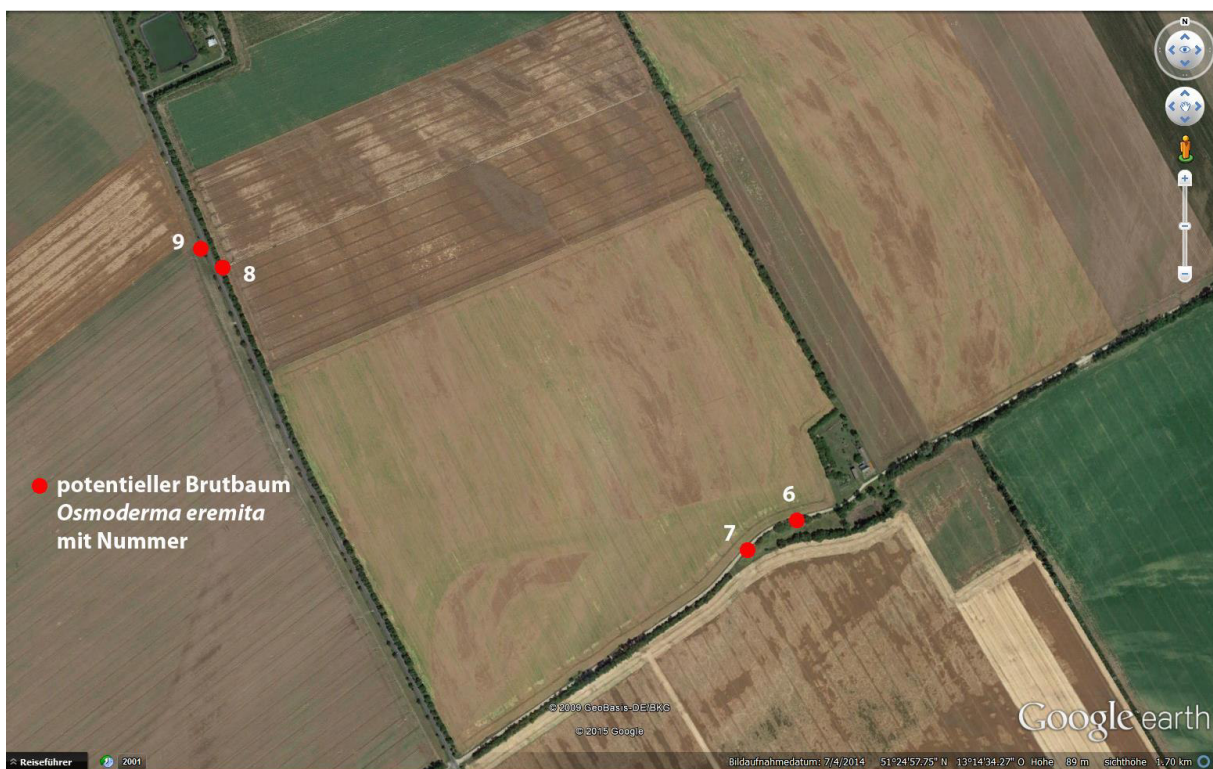 N
9
8
potentieller Brutbaum
Osmoderma eremita
mit Nummer
6
7
© 2009 GeoBasis-DE/BKG
© 2015 Google
Google earth
Reiseführer
2001
Bildaufnahmedatum: 7/4/2014 51°24'57.75" N 13°14'34.27" O Höhe 89 m sichthöhe 1.70 km